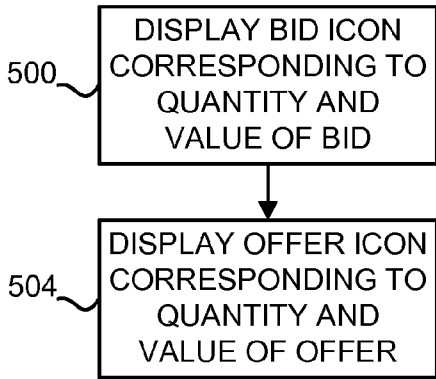 DISPLAY BID ICON
CORRESPONDING TO
QUANTITY AND
VALUE OF BID
500
DISPLAY OFFER ICON
CORRESPONDING TO
QUANTITY AND
VALUE OF OFFER
504